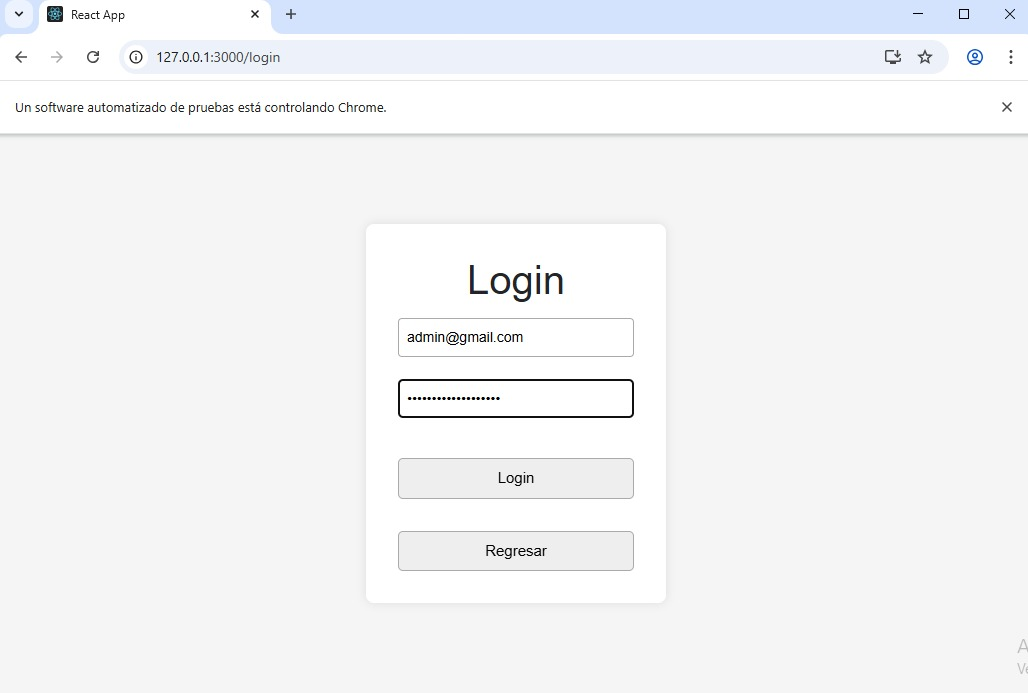 React App
127.0.0.1:3000/login
Un software automatizado de pruebas está controlando Chrome.
Login
admin@gmail.com
•••••••••••••••••••
Login
Regresar